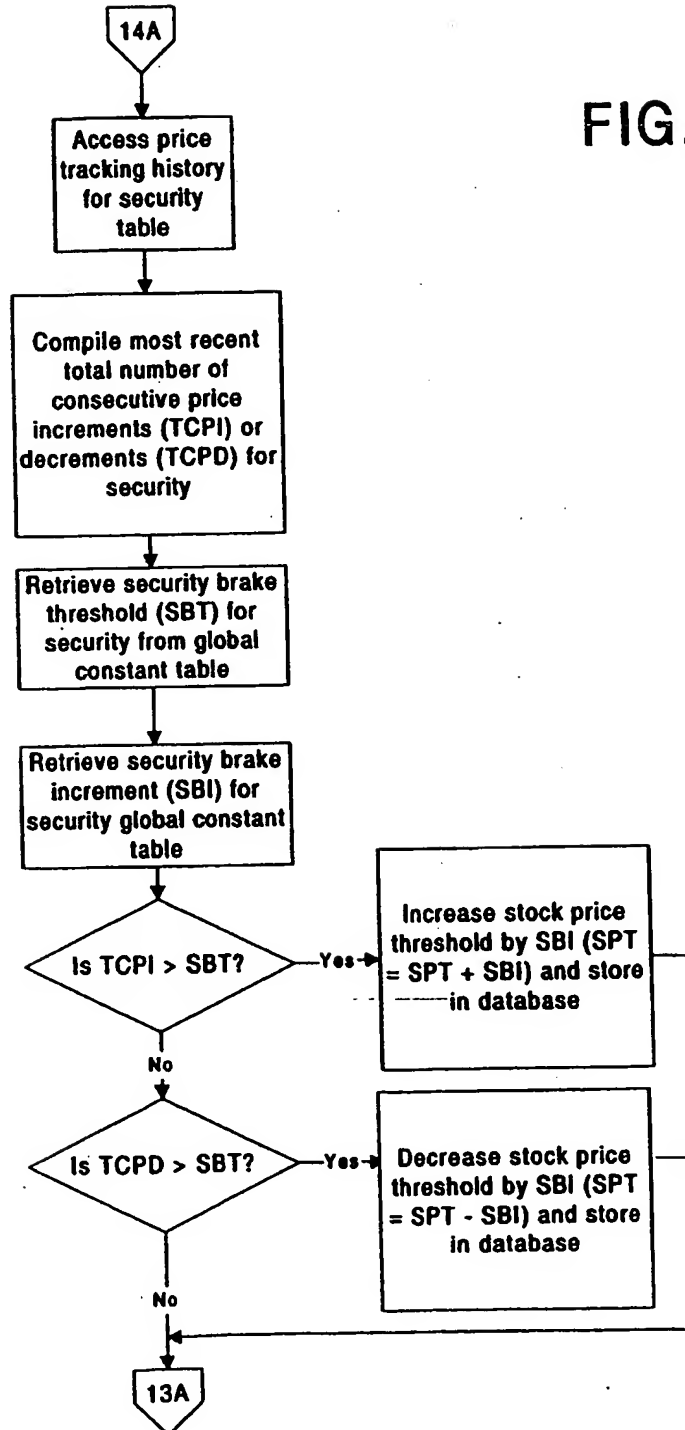 14A
FIG.
Access price
tracking history
for security
table
Compile most recent
total number of
consecutive price
increments (TCPI) or
decrements (TCPD) for
security
Retrieve security brake
threshold (SBT) for
security from global
constant table
Retrieve security brake
increment (SBI) for
security global constant
table
Is TCPI > SBT?
Yes
Increase stock price
threshold by SBI (SPT
= SPT + SBI) and store
in database
No
Is TCPD > SBT?
Yes
Decrease stock price
threshold by SBI (SPT
= SPT - SBI) and store
in database
No
13A